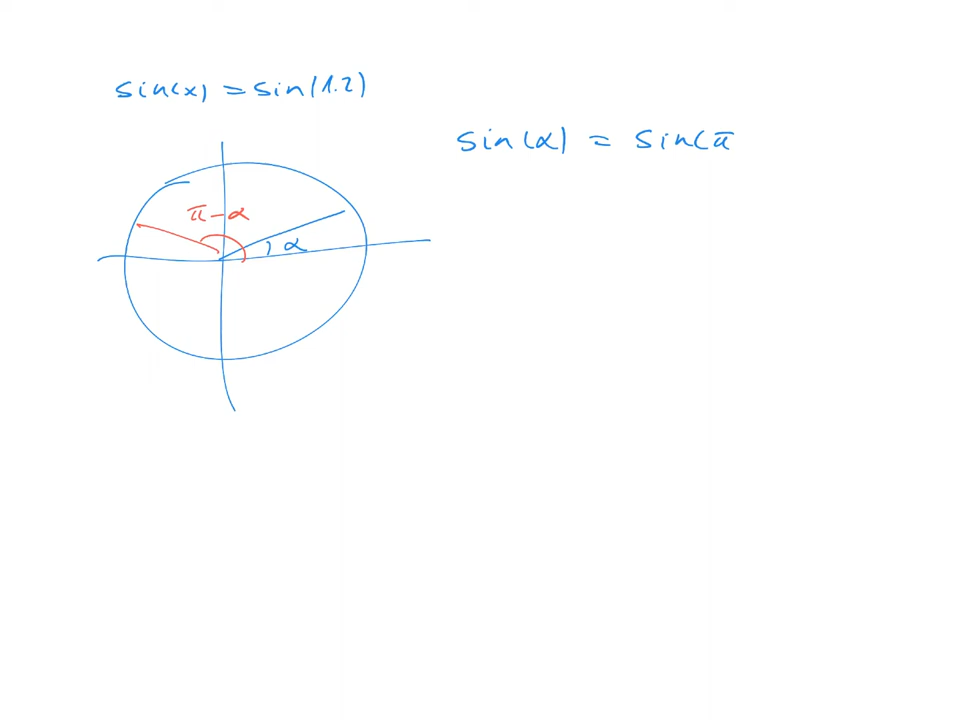 sin(x) = sin(1.2)
sin(α) = sin(π
π-α
α